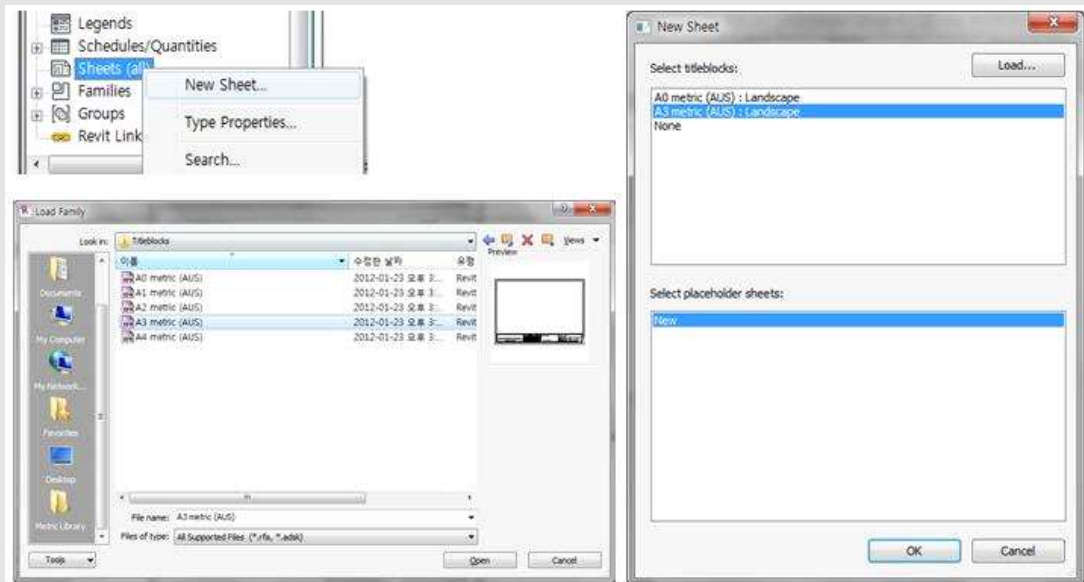 Legends
Schedules/Quantities
Sheets (all)
Families
Groups
Revit Link
New Sheet...
Type Properties...
Search...
Load Family
Look in:
Titleblocks
Views
이름
수정한 날짜
유형
Preview
A0 metric (AUS)
2012-01-23 오후 3:...
Revit
A1 metric (AUS)
2012-01-23 오후 3:...
Revit
A2 metric (AUS)
2012-01-23 오후 3:...
Revit
A3 metric (AUS)
2012-01-23 오후 3:...
Revit
A4 metric (AUS)
2012-01-23 오후 3:...
Revit
Documents
My Computer
My Network...
Favorites
Desktop
Metric Library
File name:
A3 metric (AUS)
Files of type:
All Supported Files (*.rfa, *.adsk)
Tools
Open
Cancel
New Sheet
Select titleblocks:
Load...
A0 metric (AUS) : Landscape
A3 metric (AUS) : Landscape
None
Select placeholder sheets:
New
OK
Cancel